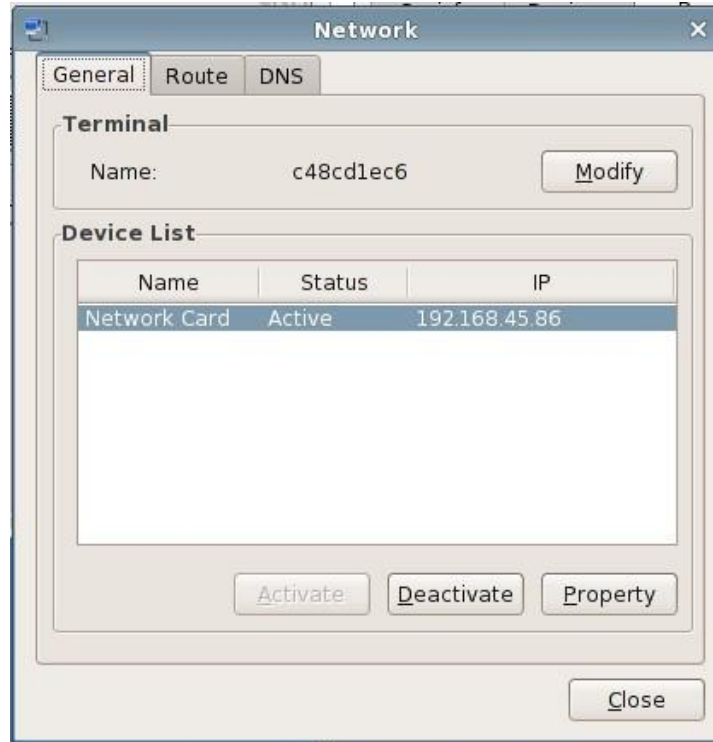 Network
General Route DNS
Terminal
Name: c48cd1ec6 Modify
Device List
Name Status IP
Network Card Active 192.168.45.86
Activate Deactivate Property
Close